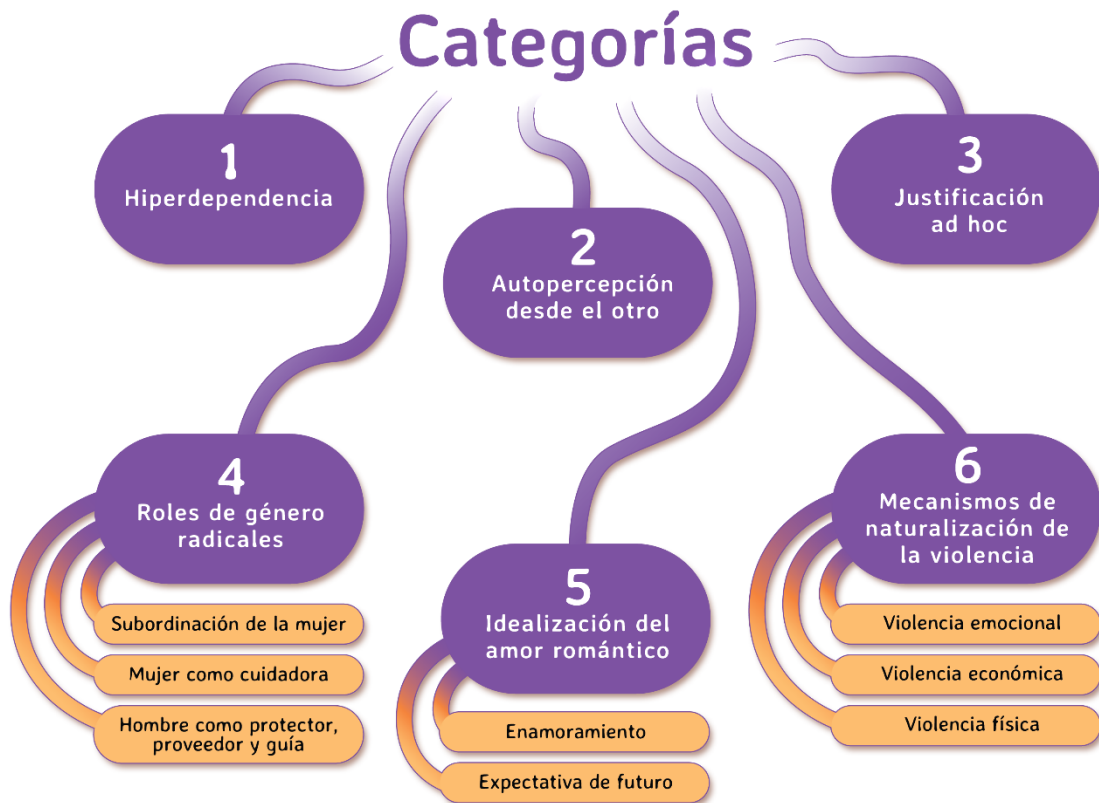 Categorías
1
Hiperdependencia
2
Autopercepción
desde el otro
3
Justificación
ad hoc
4
Roles de género
radicales
Subordinación de la mujer
Mujer como cuidadora
Hombre como protector,
proveedor y guía
5
Idealización del
amor romántico
Enamoramiento
Expectativa de futuro
6
Mecanismos de
naturalización de
la violencia
Violencia emocional
Violencia económica
Violencia física